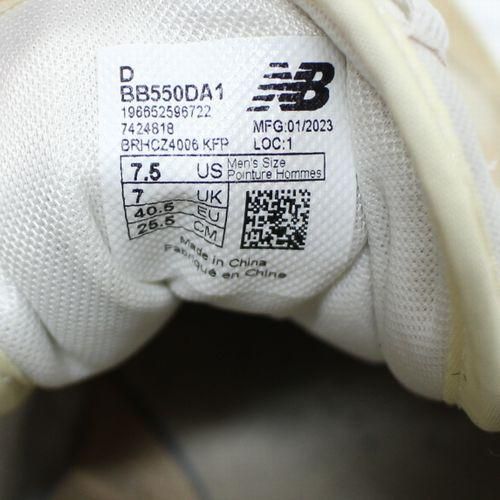 D
BB550DA1
196652596722
7424818
MFG:01/2023
BRHCZ4006 KFP LOC:1
7.5 US Men's Size
Pointure Hommes
7 UK
40.5 EU
25.5 CM
Made in China
Fabriqué en Chine